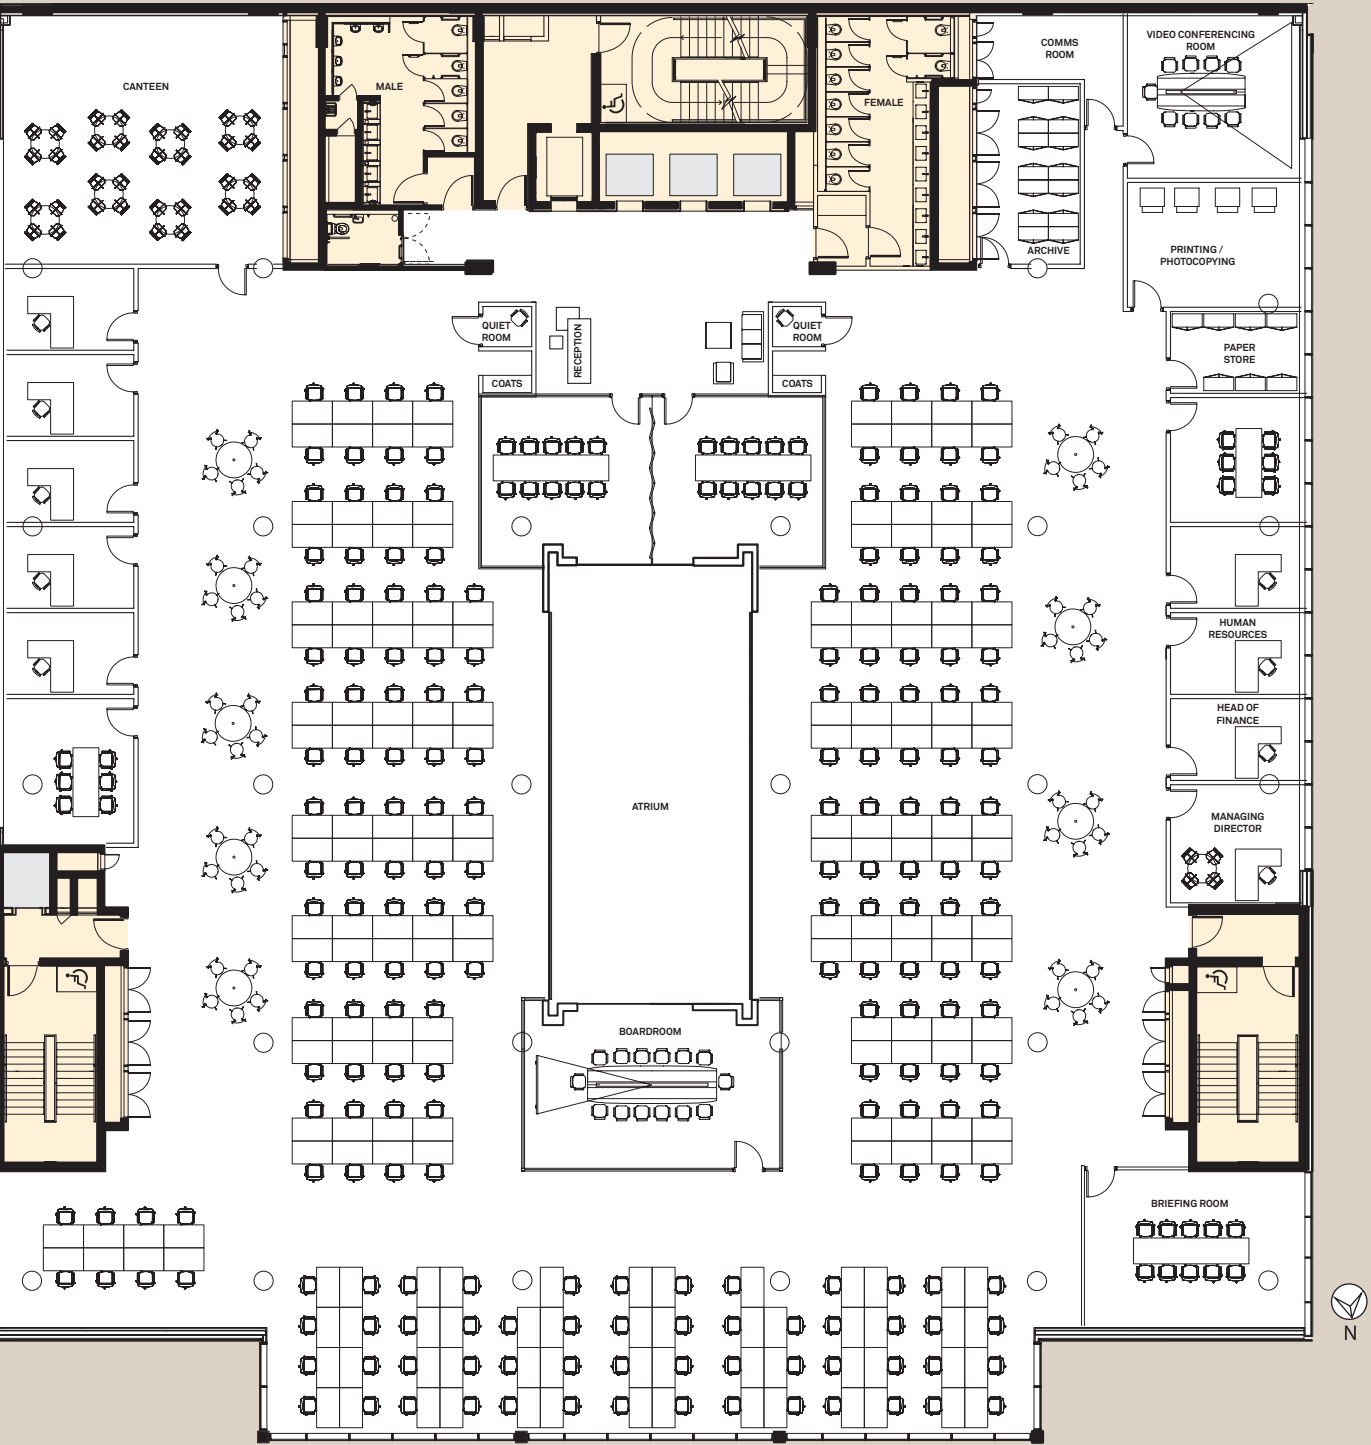 CANTEEN
MALE
FEMALE
COMMS
ROOM
VIDEO CONFERENCING
ROOM
ARCHIVE
PRINTING /
PHOTOCOPYING
QUIET
ROOM
RECEPTION
QUIET
ROOM
COATS
COATS
PAPER
STORE
HUMAN
RESOURCES
HEAD OF
FINANCE
ATRIUM
MANAGING
DIRECTOR
BOARDROOM
BRIEFING ROOM
N